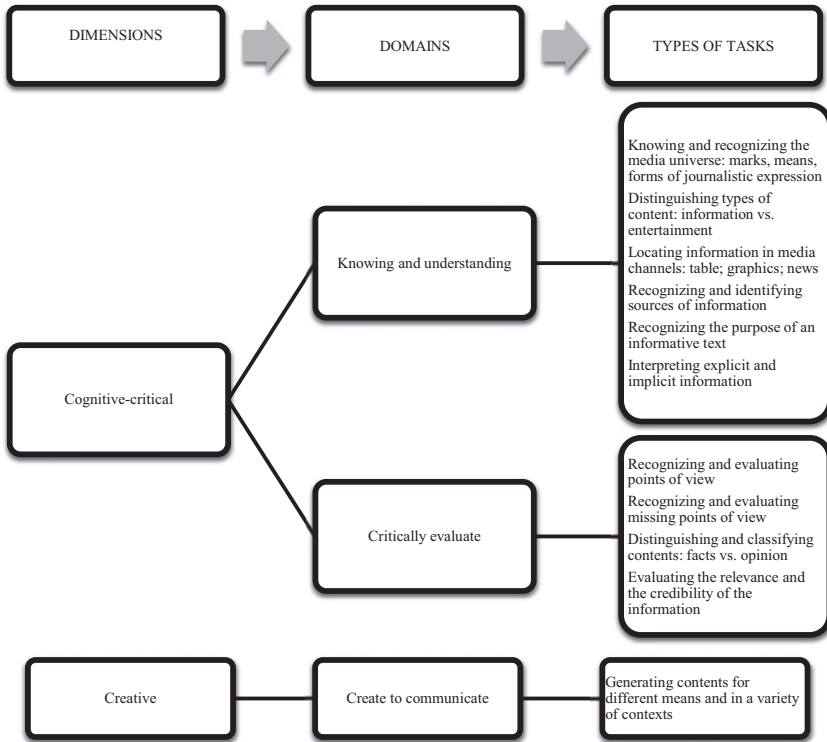 DIMENSIONS
DOMAINS
TYPES OF TASKS
Knowing and recognizing the
media universe: marks, means,
forms of journalistic expression
Distinguishing types of
content: information vs.
entertainment
Locating information in media
channels: table; graphics; news
Recognizing and identifying
sources of information
Recognizing the purpose of an
informative text
Interpreting explicit and
implicit information
Knowing and understanding
Cognitive-critical
Recognizing and evaluating
points of view
Recognizing and evaluating
missing points of view
Distinguishing and classifying
contents: facts vs. opinion
Evaluating the relevance and
the credibility of the
information
Critically evaluate
Creative
Create to communicate
Generating contents for
different means and in a variety
of contexts